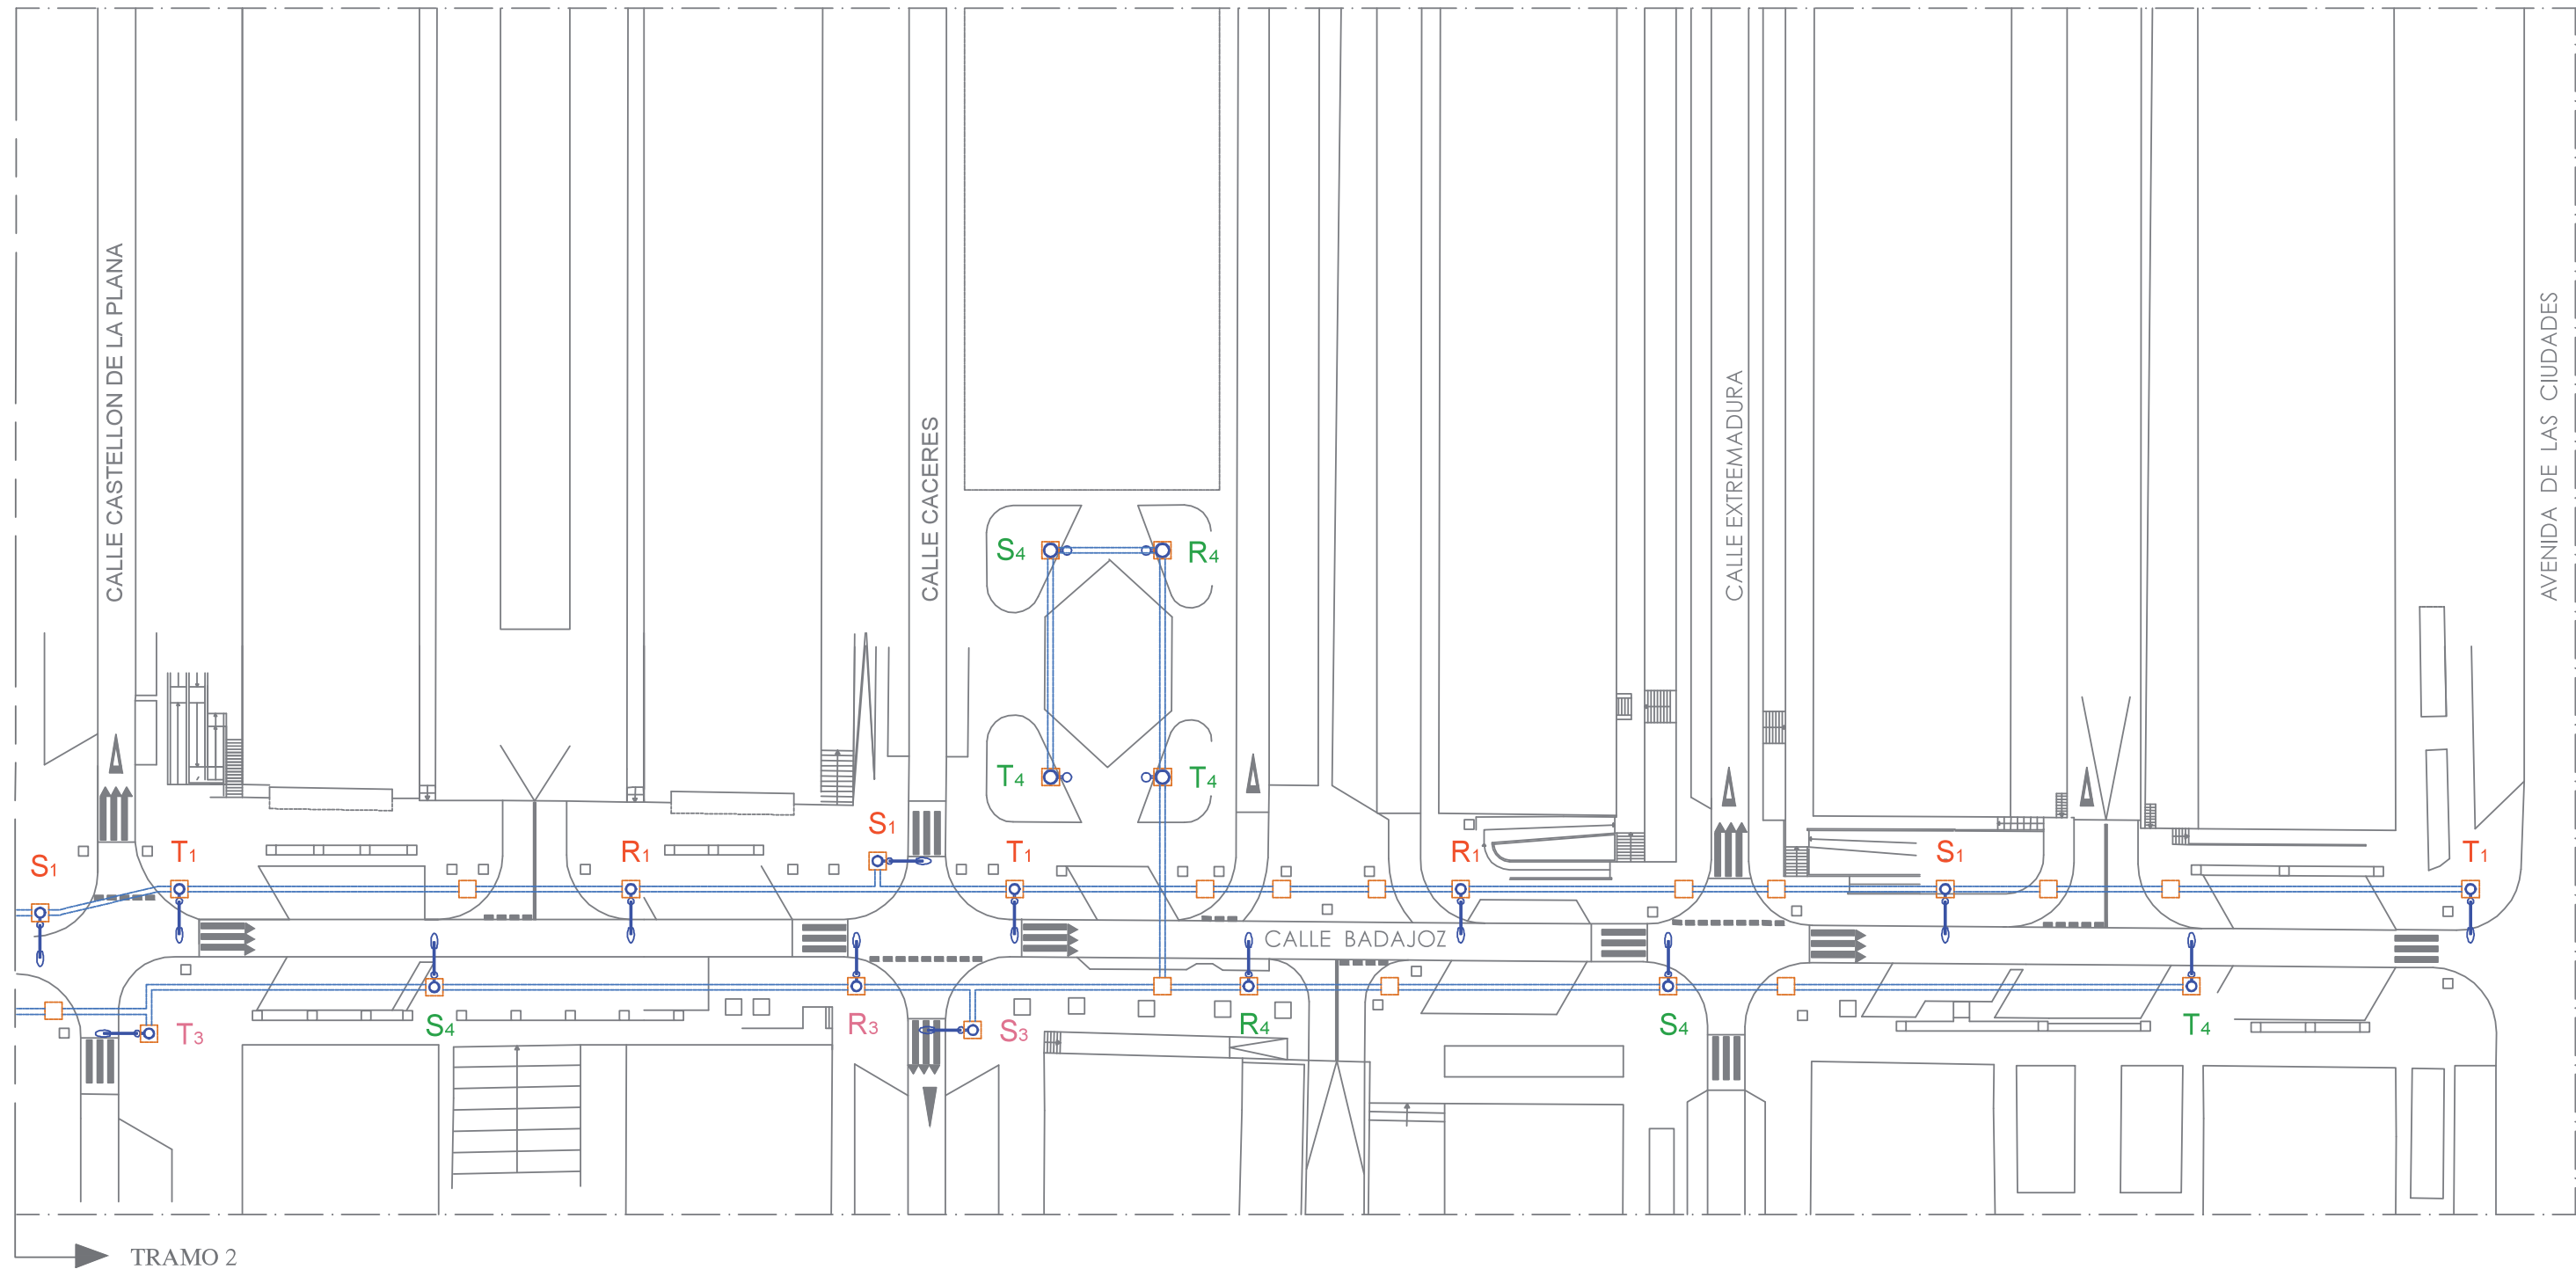 CALLE CASTELLON DE LA PLANA
CALLE CACERES
CALLE EXTREMADURA
AVENIDA DE LAS CIUDADES
S4
R4
T4
T4
S1
T1
R1
S1
T1
R1
S1
T1
CALLE BADAJOZ
T3
S4
R3
S3
R4
S4
T4
TRAMO 2